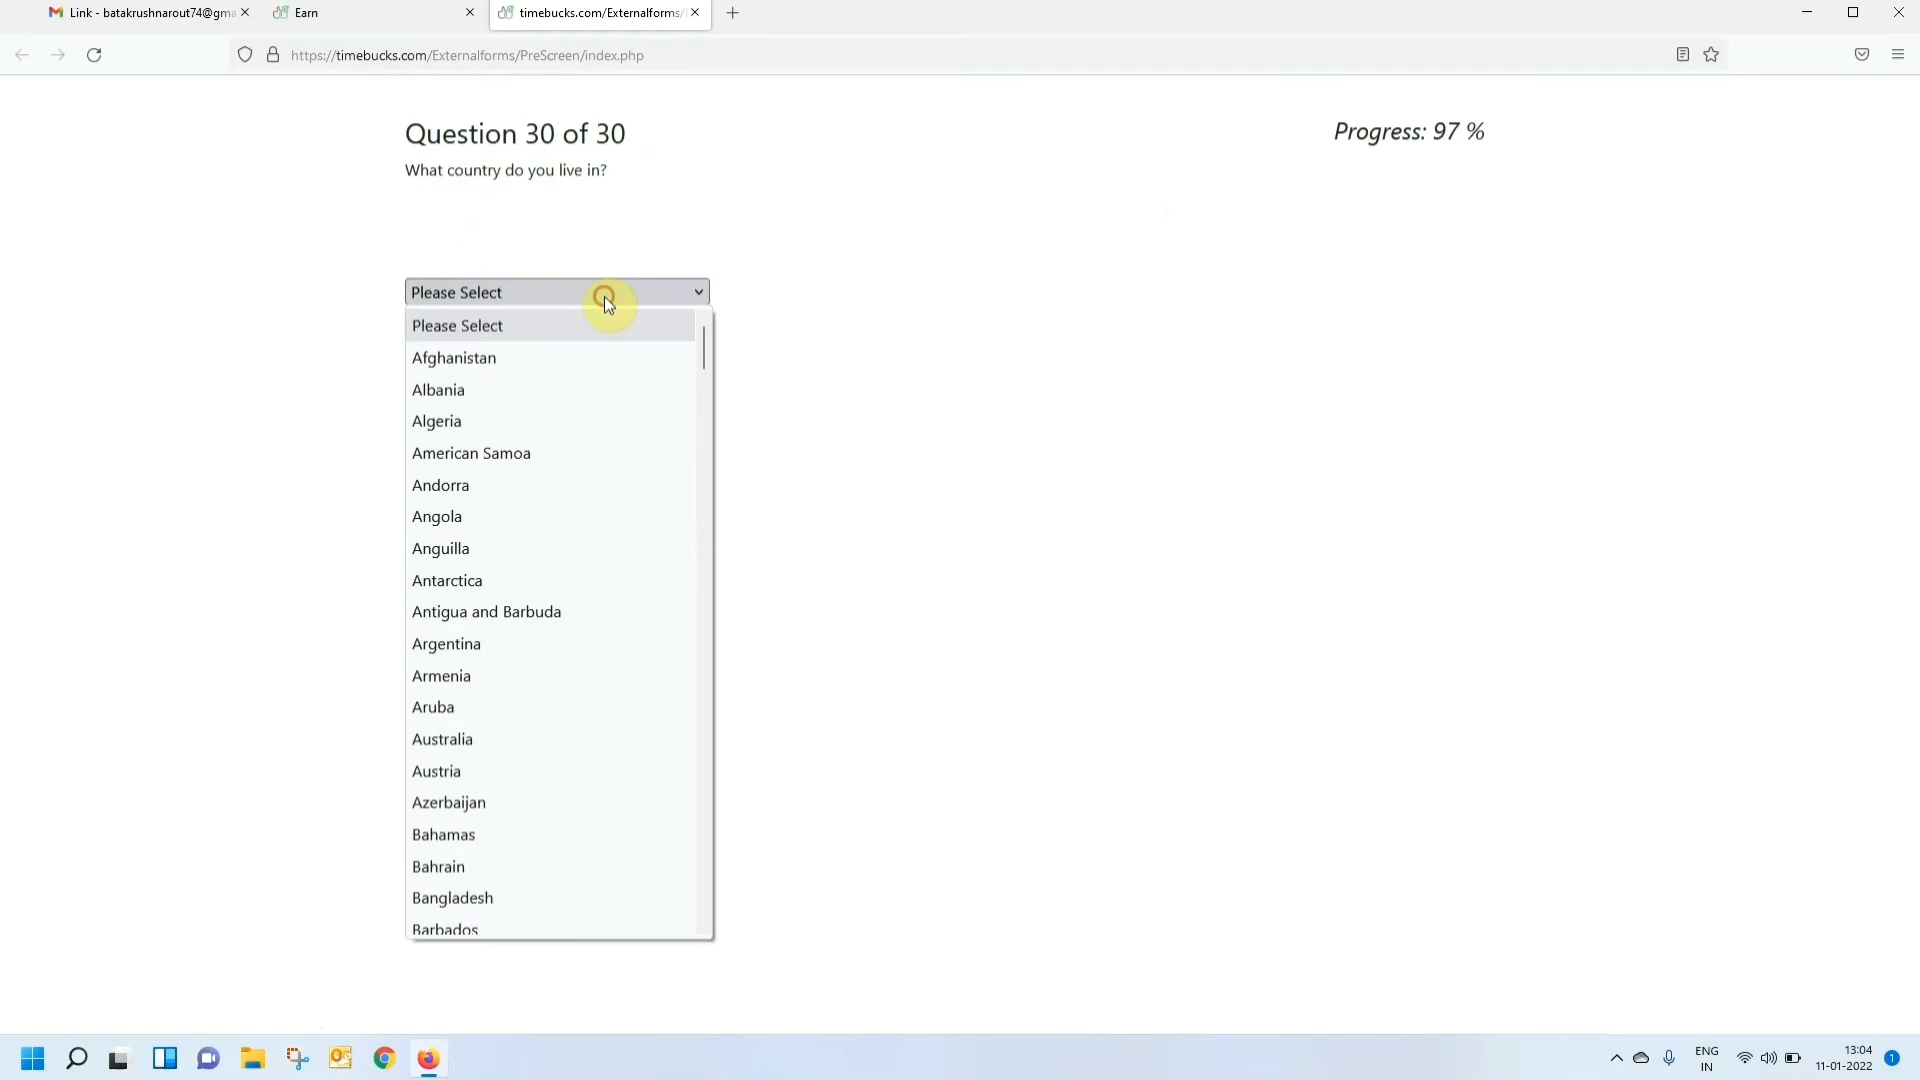 Link - batakrushnarout74@gma
Earn
timebucks.com/Externalforms/
https://timebucks.com/Externalforms/PreScreen/index.php
Question 30 of 30
Progress: 97 %
What country do you live in?
Please Select
Please Select
Afghanistan
Albania
Algeria
American Samoa
Andorra
Angola
Anguilla
Antarctica
Antigua and Barbuda
Argentina
Armenia
Aruba
Australia
Austria
Azerbaijan
Bahamas
Bahrain
Bangladesh
Barbados
ENG
IN
13:04
11-01-2022
1